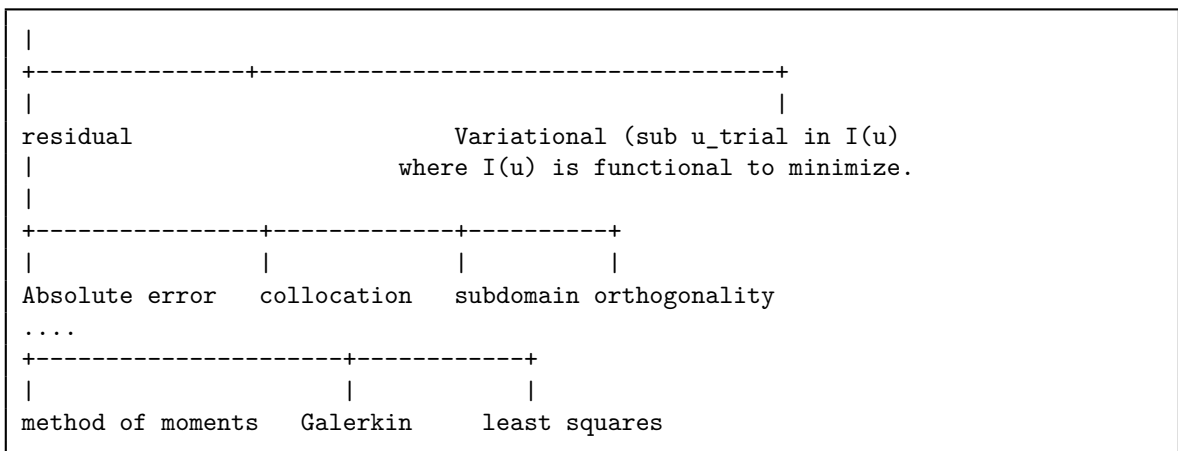 |
+---------------+-------------------------------------+
|                                                     |
residual                       Variational (sub u_trial in I(u)
|                          where I(u) is functional to minimize.
|
+----------------+-------------+----------+
|                |             |          |
Absolute error   collocation   subdomain orthogonality
....
+----------------------+------------+
|                      |            |
method of moments   Galerkin     least squares